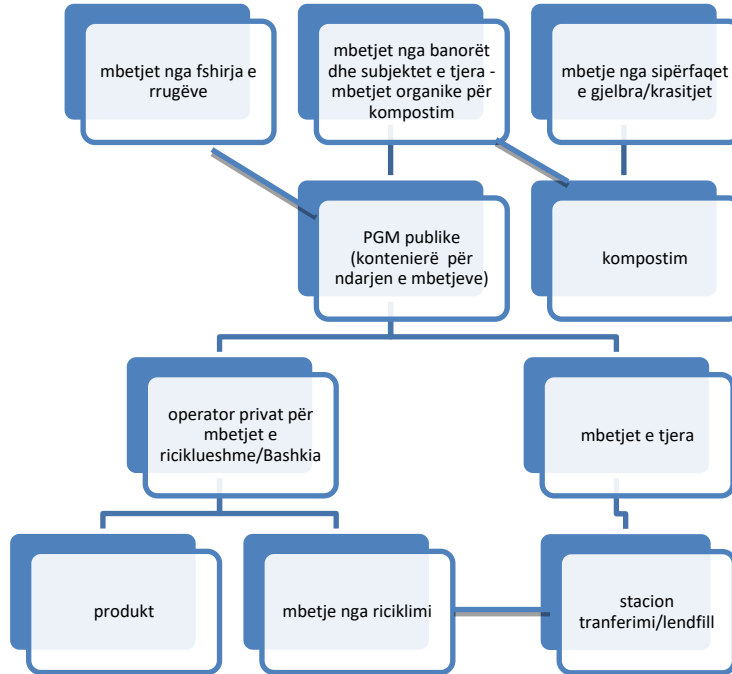 mbetjet nga fshirja e
rrugëve
mbetjet nga banorët
dhe subjektet e tjera -
mbetjet organike për
kompostim
mbetje nga sipërfaqet
e gjelbra/krasitjet
PGM publike
(kontenierë për
ndarjen e mbetjeve)
kompostim
operator privat për
mbetjet e
riciklueshme/Bashkia
mbetjet e tjera
produkt
mbetje nga riciklimi
stacion
tranferimi/lendfill